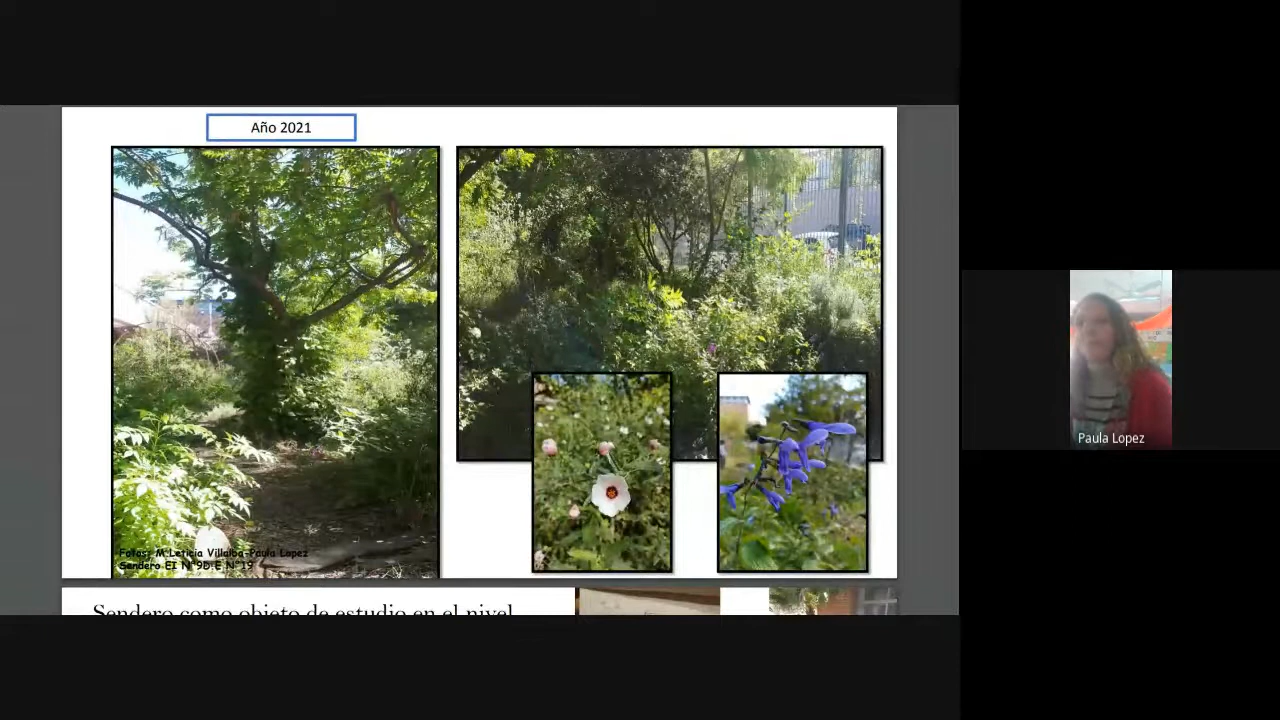 Año 2021
Fotos: M.Leticia Villalba-Paula Lopez
Sendero EI N°9D.E N°19
Sendero como objeto de estudio en el nivel
Paula Lopez